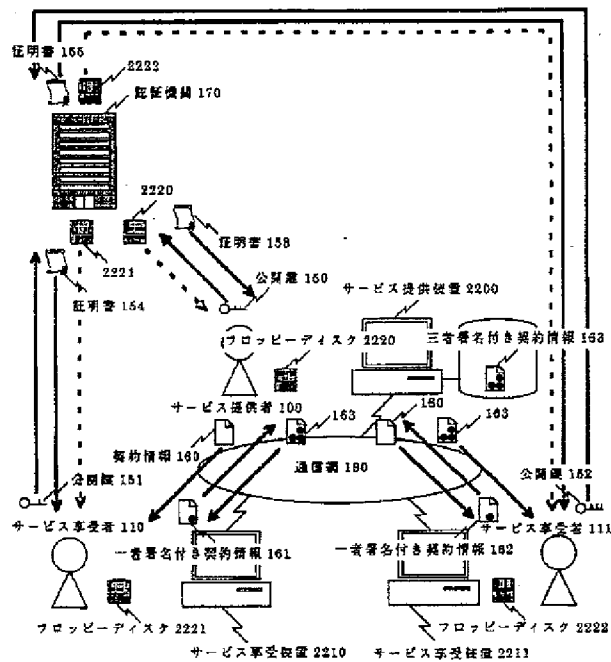 証明書 155
2222
認証機関 170
2220
証明書 153
2221
証明書 154
公開鍵 150
サービス提供装置 2200
フロッピーディスク 2220
三者署名付き契約情報 163
サービス提供者 100
163
160
163
契約情報 160
通信網 180
公開鍵 151
公開鍵 152
サービス享受者 110
サービス享受者 111
一者署名付き契約情報 161
一者署名付き契約情報 162
フロッピーディスク 2221
フロッピーディスク 2222
サービス享受装置 2210
サービス享受装置 2211